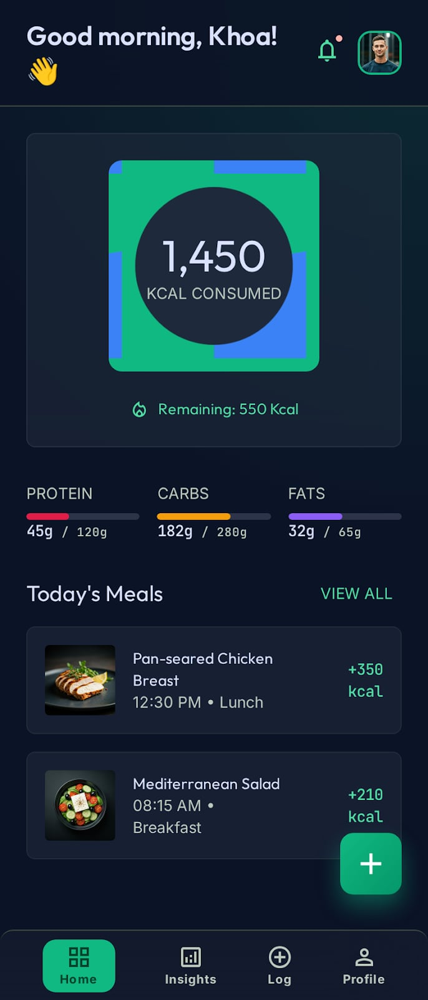 Good morning, Khoa!
👋
1,450
KCAL CONSUMED
Remaining: 550 Kcal
PROTEIN
45g / 120g
CARBS
182g / 280g
FATS
32g / 65g
Today's Meals
VIEW ALL
Pan-seared Chicken
Breast
12:30 PM • Lunch
+350
kcal
Mediterranean Salad
08:15 AM •
Breakfast
+210
kcal
Home
Insights
Log
Profile